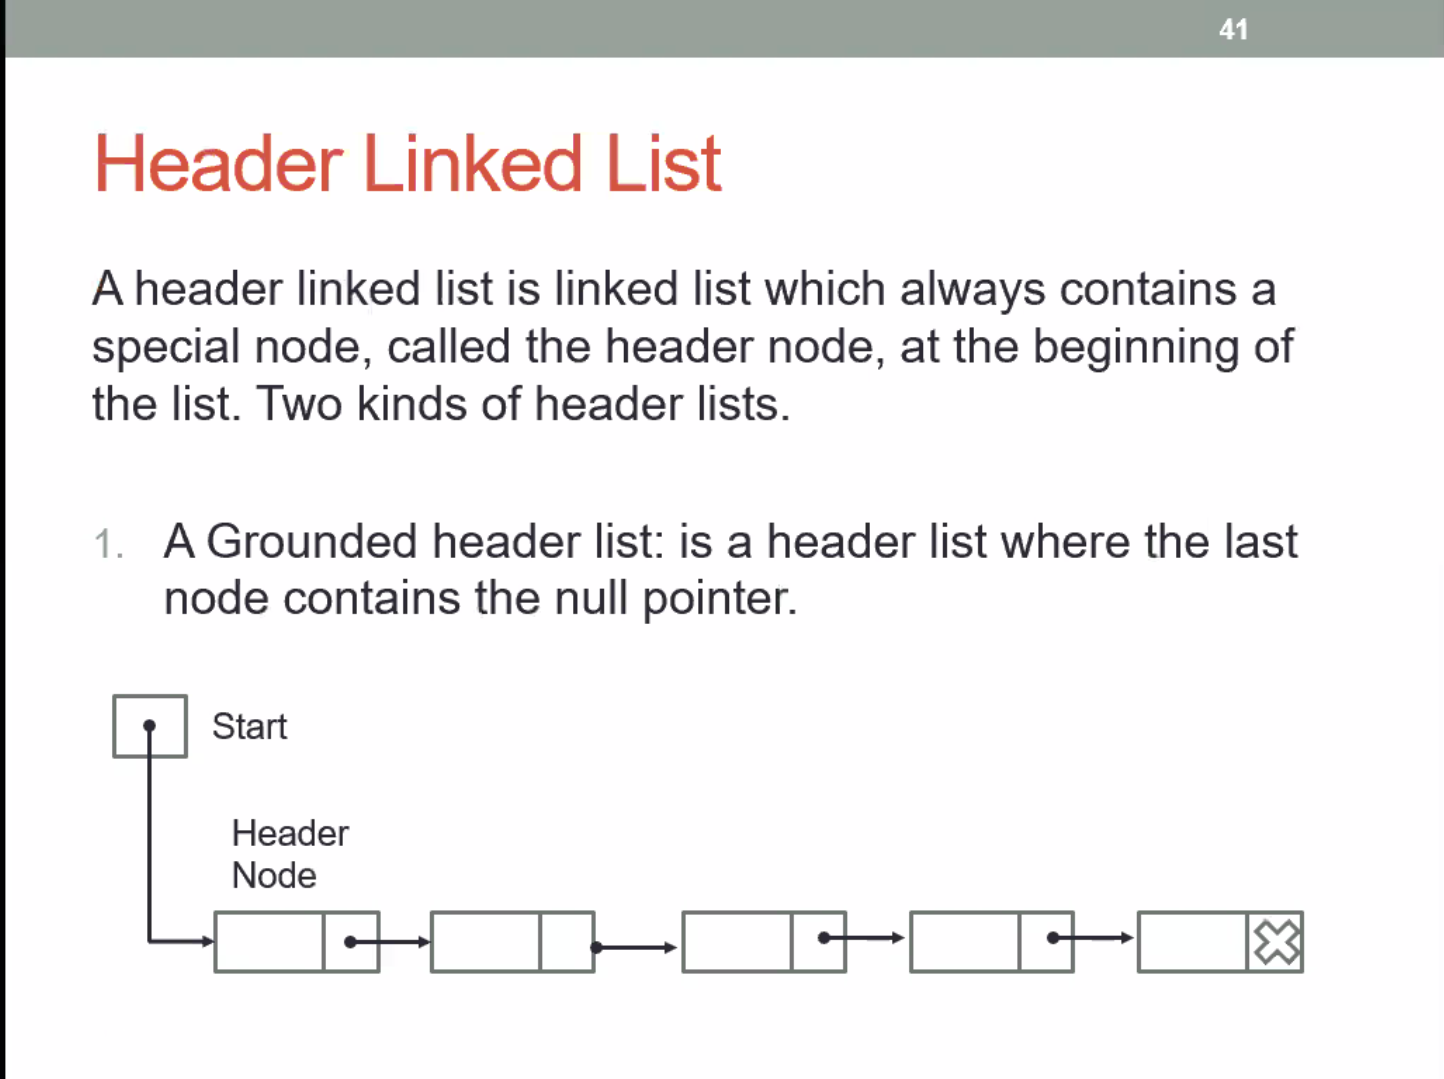 41
Header Linked List
A header linked list is linked list which always contains a
special node, called the header node, at the beginning of
the list. Two kinds of header lists.
1. A Grounded header list: is a header list where the last
node contains the null pointer.
Start
Header
Node